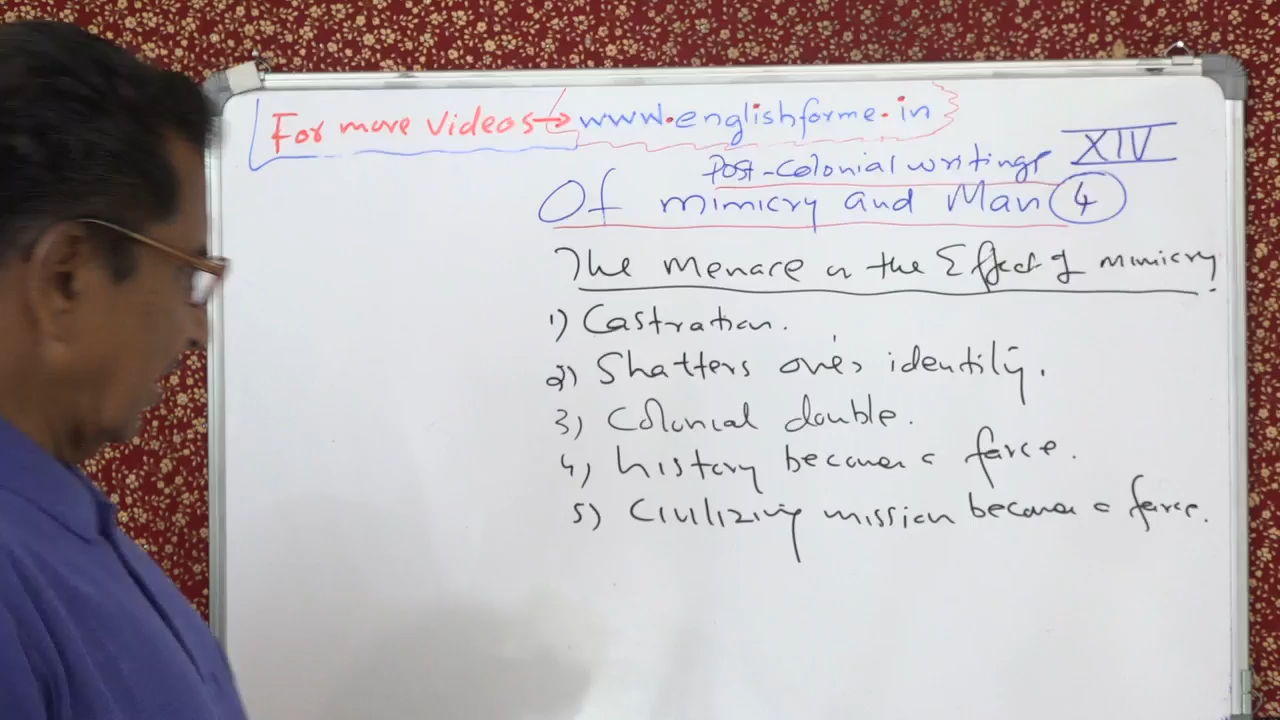 For more videos → www.englishforme.in
XIV
Post-Colonial writings
Of mimicry and Man 4
The Menace or the Effect of mimicry
1) Castration.
2) Shatters one's identity.
3) Colonial double.
4) history becomes a farce.
5) Civilizing mission becomes a farce.